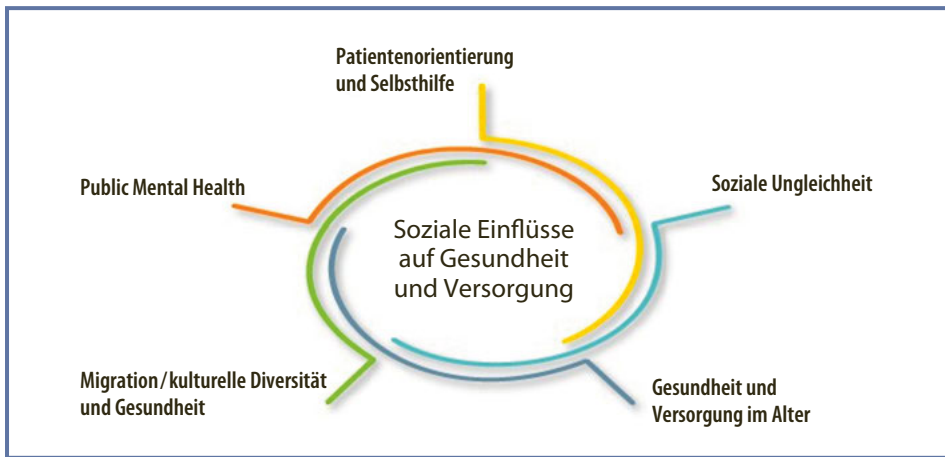 Patientenorientierung
und Selbsthilfe
Public Mental Health
Soziale Ungleichheit
Soziale Einflüsse
auf Gesundheit
und Versorgung
Migration/kulturelle Diversität
und Gesundheit
Gesundheit und
Versorgung im Alter